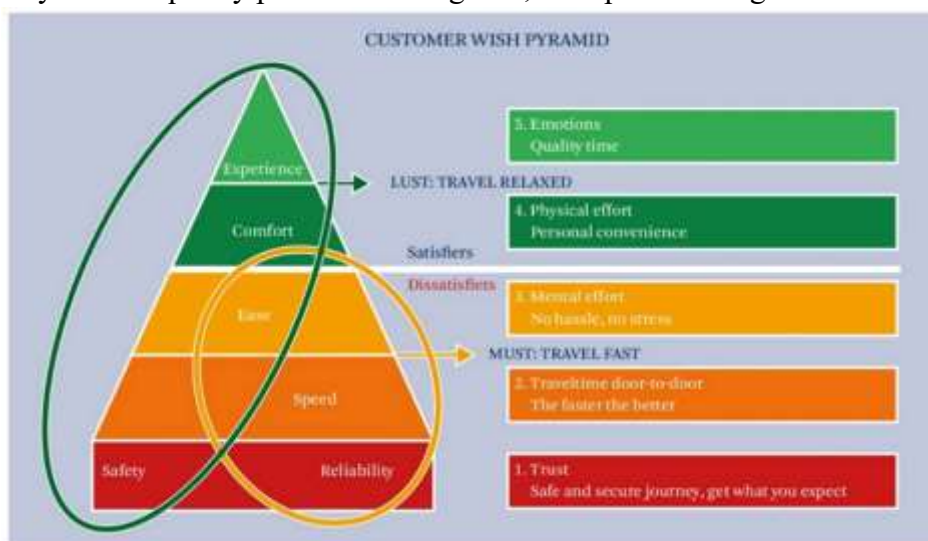 CUSTOMER WISH PYRAMID
Experience
Comfort
Ease
Speed
Safety
Reliability
LUST: TRAVEL RELAXED
Satisfiers
Dissatisfiers
MUST: TRAVEL FAST
5. Emotions
Quality time
4. Physical effort
Personal convenience
3. Mental effort
No hassle, no stress
2. Traveltime door-to-door
The faster the better
1. Trust
Safe and secure journey, get what you expect